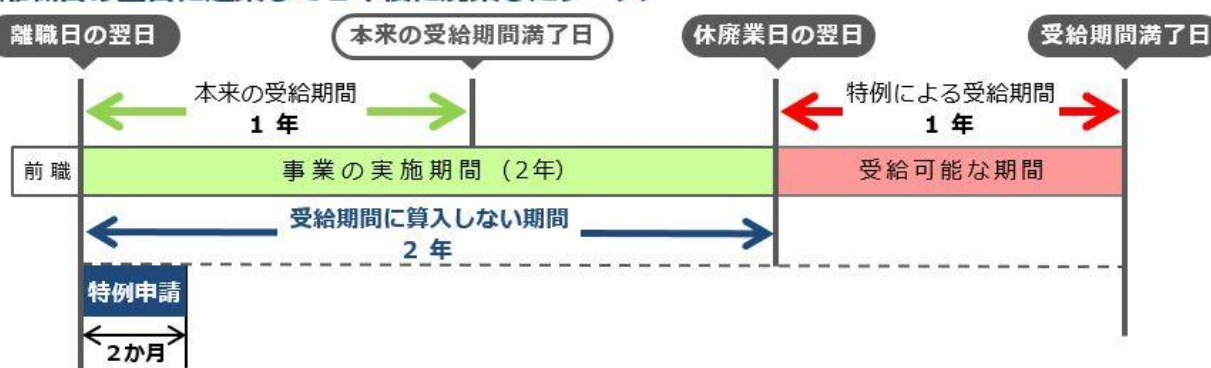 離職日の翌日
本来の受給期間満了日
休廃業日の翌日
受給期間満了日
本来の受給期間
1 年
特例による受給期間
1 年
前職
事業の実施期間 (2年)
受給可能な期間
受給期間に算入しない期間
2 年
特例申請
2か月